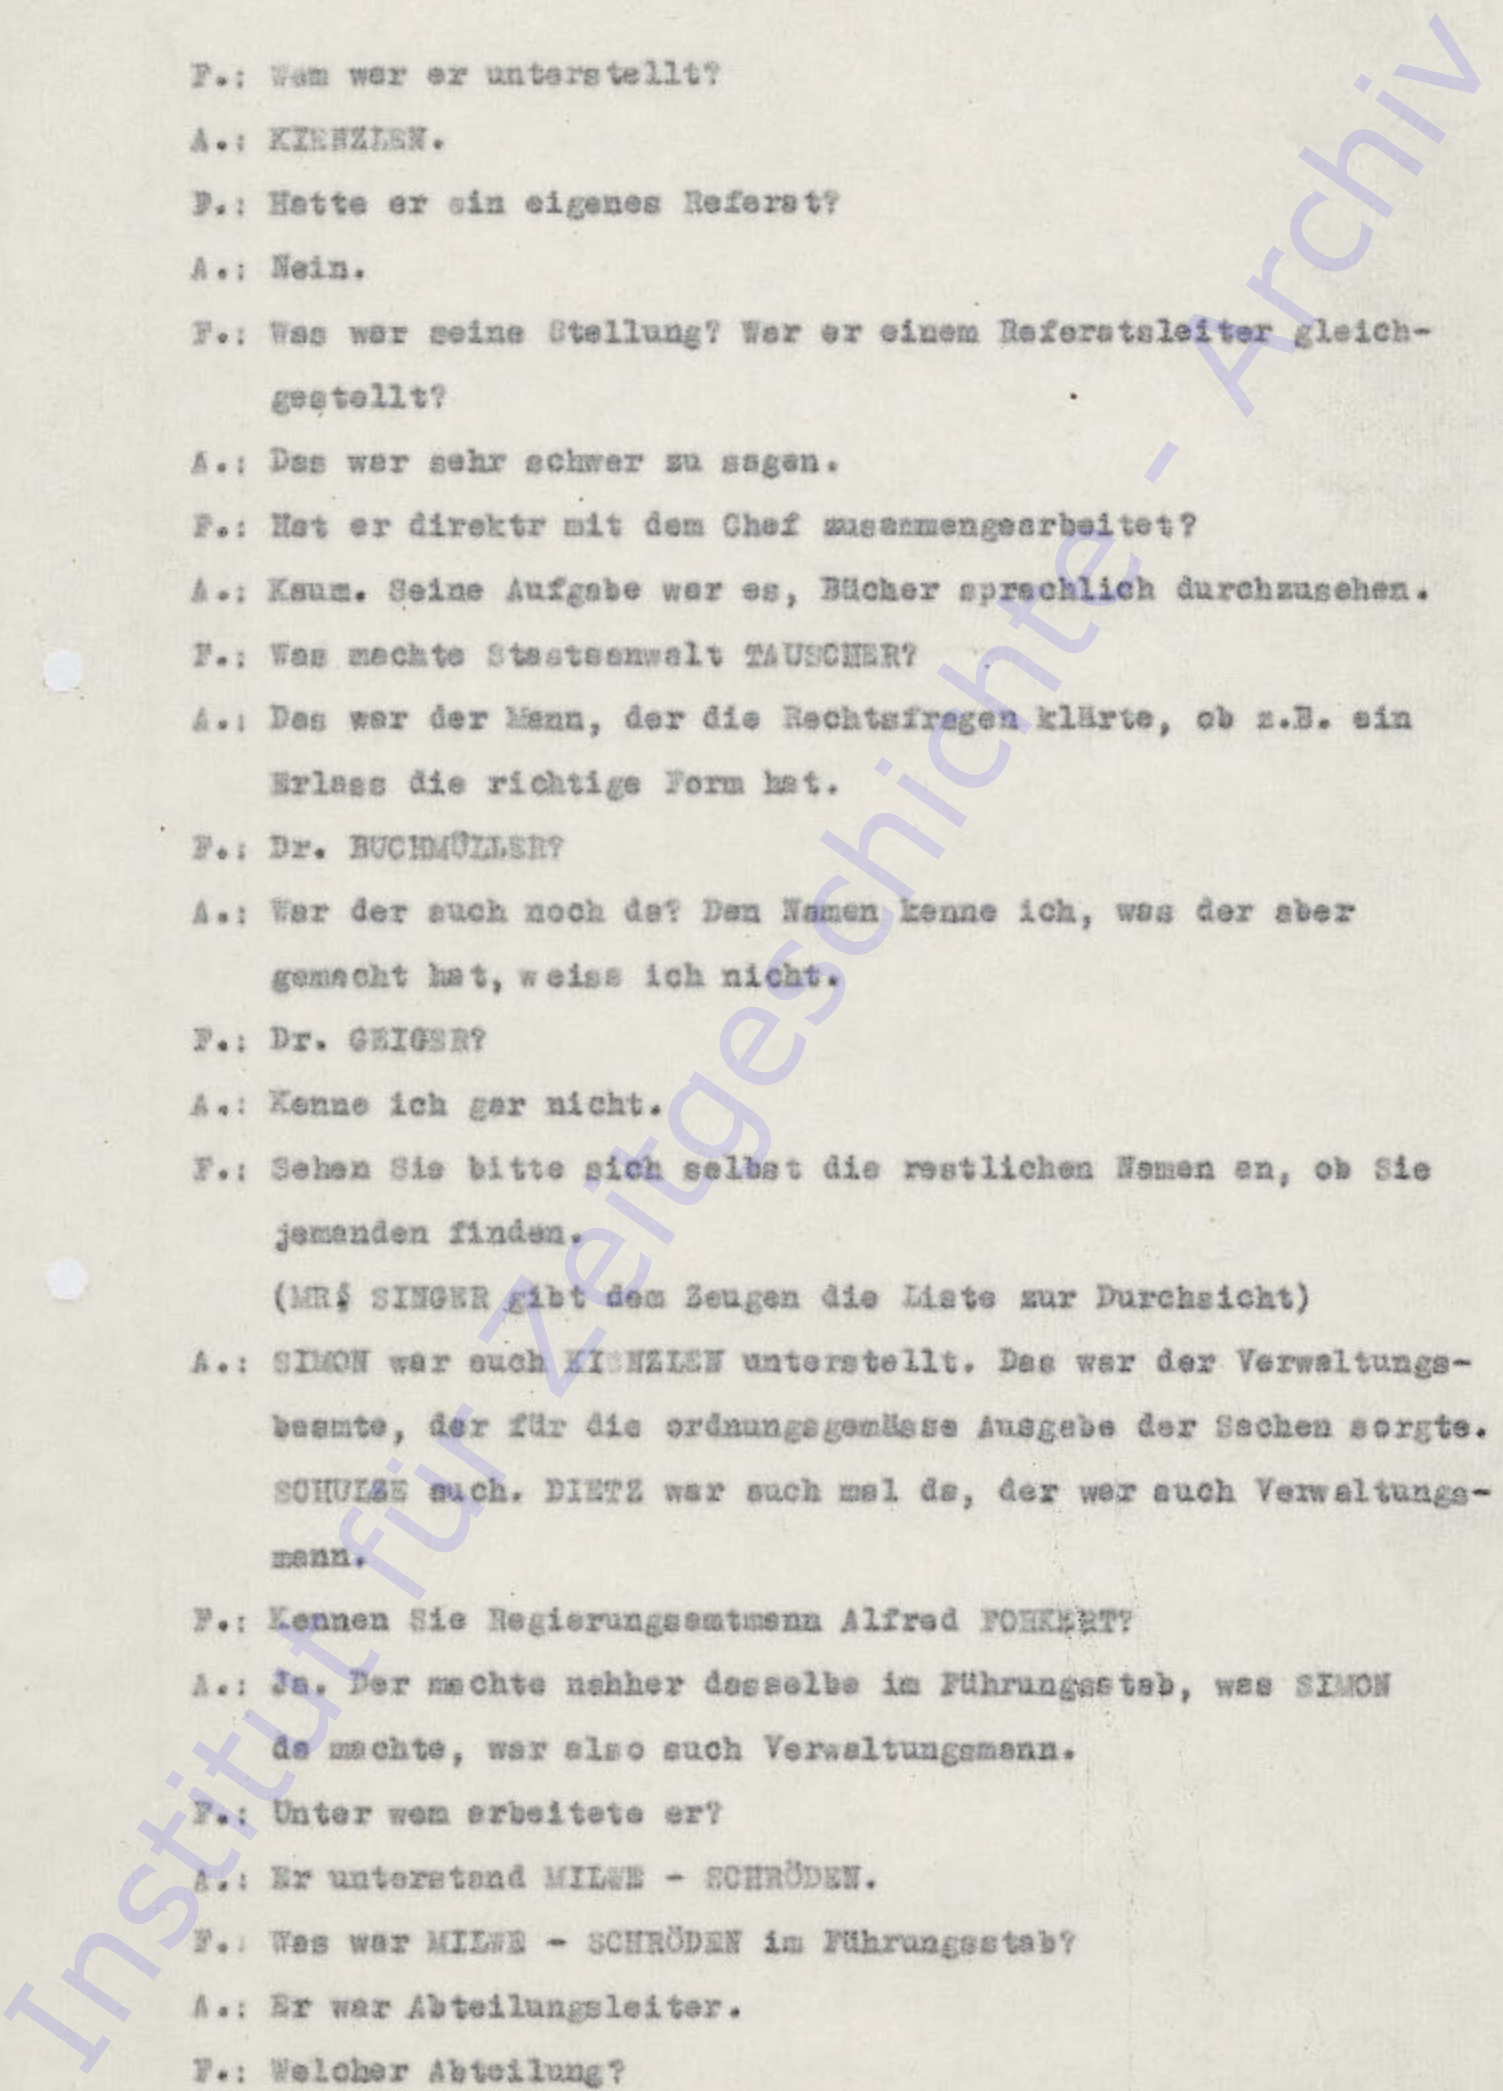 F.: Wem war er unterstellt?
A.: KIENZLEN.
F.: Hatte er ein eigenes Referat?
A.: Nein.
F.: Was war seine Stellung? War er einem Referatsleiter gleich-
gestellt?
A.: Das war sehr schwer zu sagen.
F.: Hat er direktr mit dem Chef zusammengearbeitet?
A.: Kaum. Seine Aufgabe war es, Bücher sprachlich durchzusehen.
F.: Was machte Staatsanwalt TAUSCHER?
A.: Das war der Mann, der die Rechtsfragen klärte, ob z.B. ein
Erlass die richtige Form hat.
F.: Dr. BUCHMÜLLER?
A.: War der auch noch da? Den Namen kenne ich, was der aber
gemacht hat, weiss ich nicht.
F.: Dr. GEIGER?
A.: Kenne ich gar nicht.
F.: Sehen Sie bitte sich selbst die restlichen Namen an, ob Sie
jemanden finden.
(MR. SINGER gibt dem Zeugen die Liste zur Durchsicht)
A.: SIMON war auch KIENZLEN unterstellt. Das war der Verwaltungs-
beamte, der für die ordnungsgemässe Ausgabe der Sachen sorgte.
SCHULZE auch. DIETZ war auch mal da, der war auch Verwaltungs-
mann.
F.: Kennen Sie Regierungsamtmann Alfred FOHKERT?
A.: Ja. Der machte nahher dasselbe im Führungsstab, was SIMON
da machte, war also auch Verwaltungsmann.
F.: Unter wem arbeitete er?
A.: Er unterstand MILWE - SCHRÖDEN.
F.: Was war MILWE - SCHRÖDEN im Führungsstab?
A.: Er war Abteilungsleiter.
F.: Welcher Abteilung?
Institut für Zeitgeschichte - Archiv